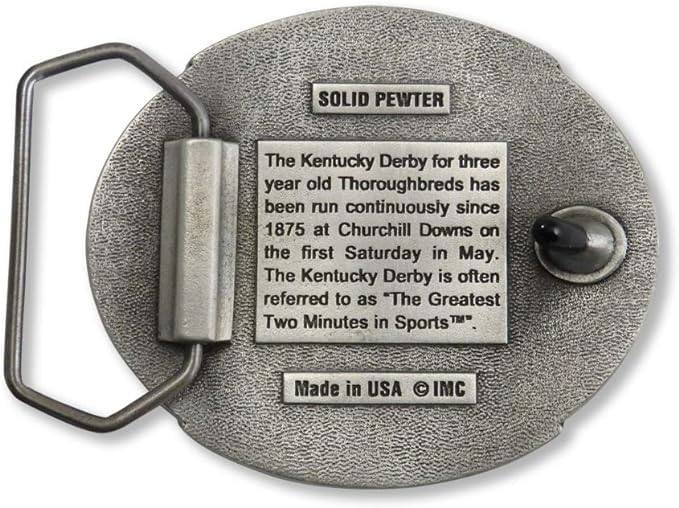 SOLID PEWTER
The Kentucky Derby for three
year old Thoroughbreds has
been run continuously since
1875 at Churchill Downs on
the first Saturday in May.
The Kentucky Derby is often
referred to as "The Greatest
Two Minutes in Sports™".
Made in USA © IMC